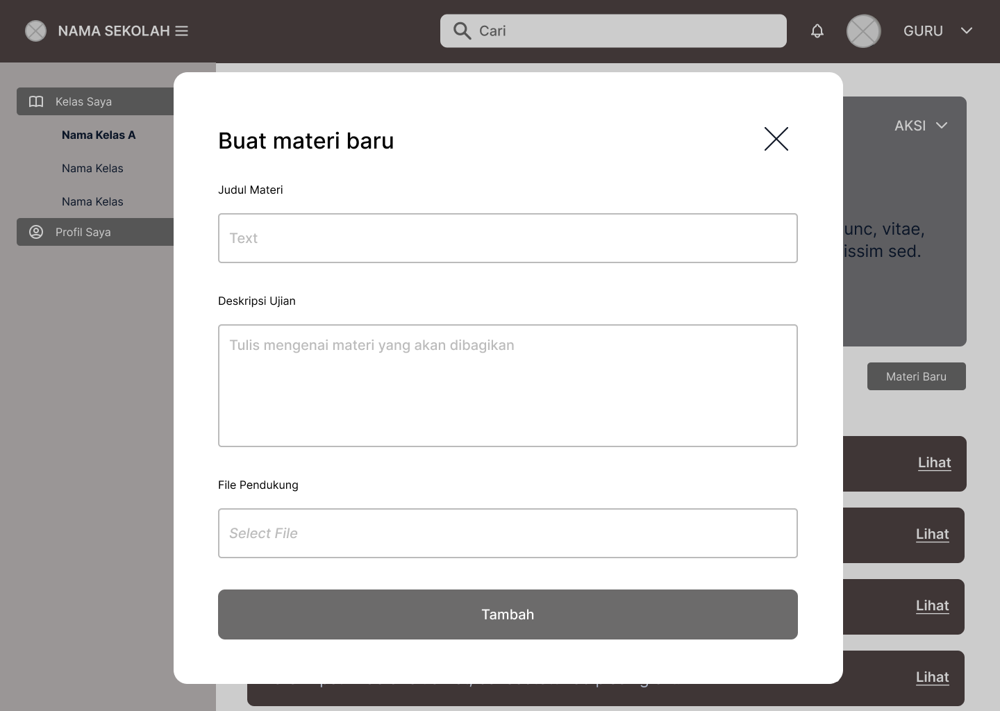 NAMA SEKOLAH
Cari
GURU
Kelas Saya
Nama Kelas A
Nama Kelas
Nama Kelas
Profil Saya
AKSI
unc, vitae,
issim sed.
Materi Baru
Lihat
Lihat
Lihat
Lihat
Buat materi baru
Judul Materi
Text
Deskripsi Ujian
Tulis mengenai materi yang akan dibagikan
File Pendukung
Select File
Tambah